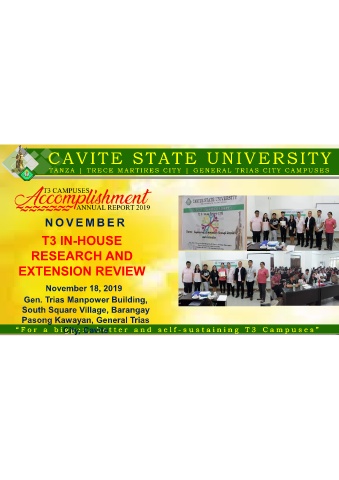 CAVITE STATE UNIVERSITY
TANZA | TRECE MARTIRES CITY | GENERAL TRIAS CITY CAMPUSES
T3 CAMPUSES
Accomplishment
ANNUAL REPORT 2019
NOVEMBER
T3 IN-HOUSE
RESEARCH AND
EXTENSION REVIEW
November 18, 2019
Gen. Trias Manpower Building,
South Square Village, Barangay
Pasong Kawayan, General Trias
City, Cavite
"For a bigger, better and self-sustaining T3 Campuses"